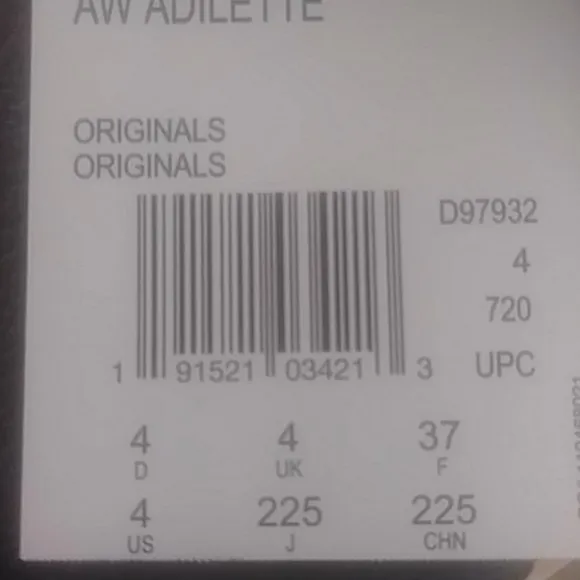 AW ADILETTE
ORIGINALS
ORIGINALS
D97932
4
720
1 91521 03421 3 UPC
4 4 37
D UK F
4 225 225
US J CHN